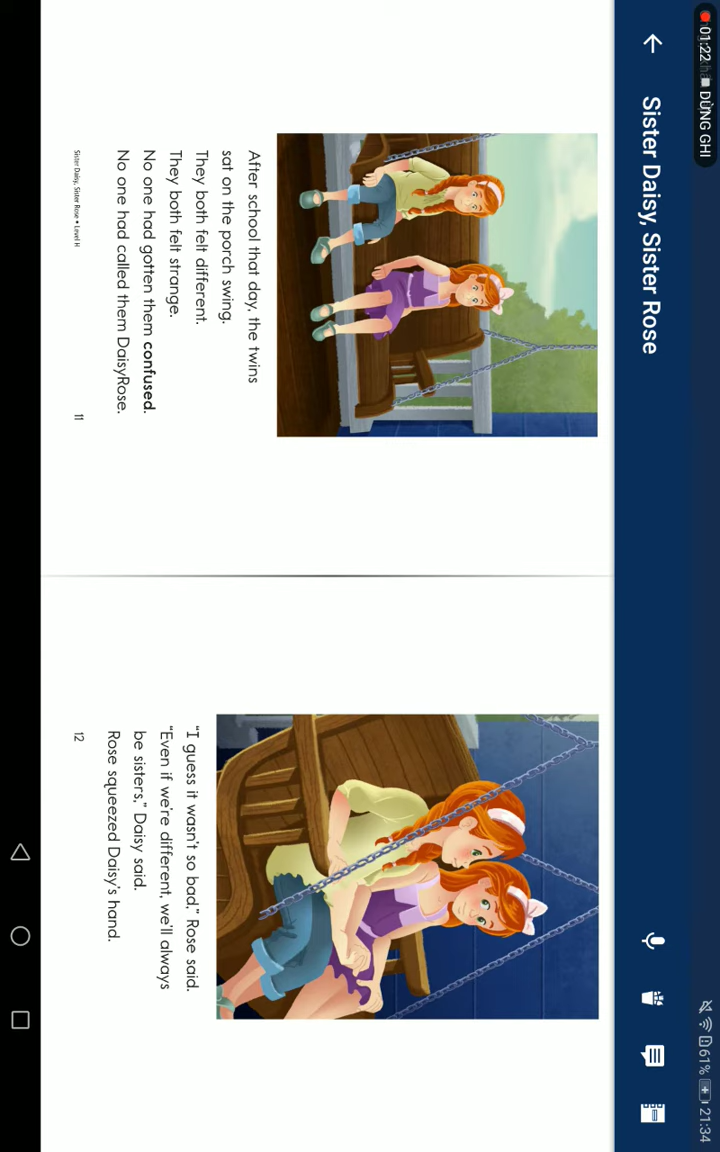 01:22 DỪNG GHI
61% 21:34
Sister Daisy, Sister Rose
After school that day, the twins
sat on the porch swing.
They both felt different.
They both felt strange.
No one had gotten them confused.
No one had called them DaisyRose.
Sister Daisy, Sister Rose • Level H
11
"I guess it wasn't so bad," Rose said.
"Even if we're different, we'll always
be sisters," Daisy said.
Rose squeezed Daisy's hand.
12